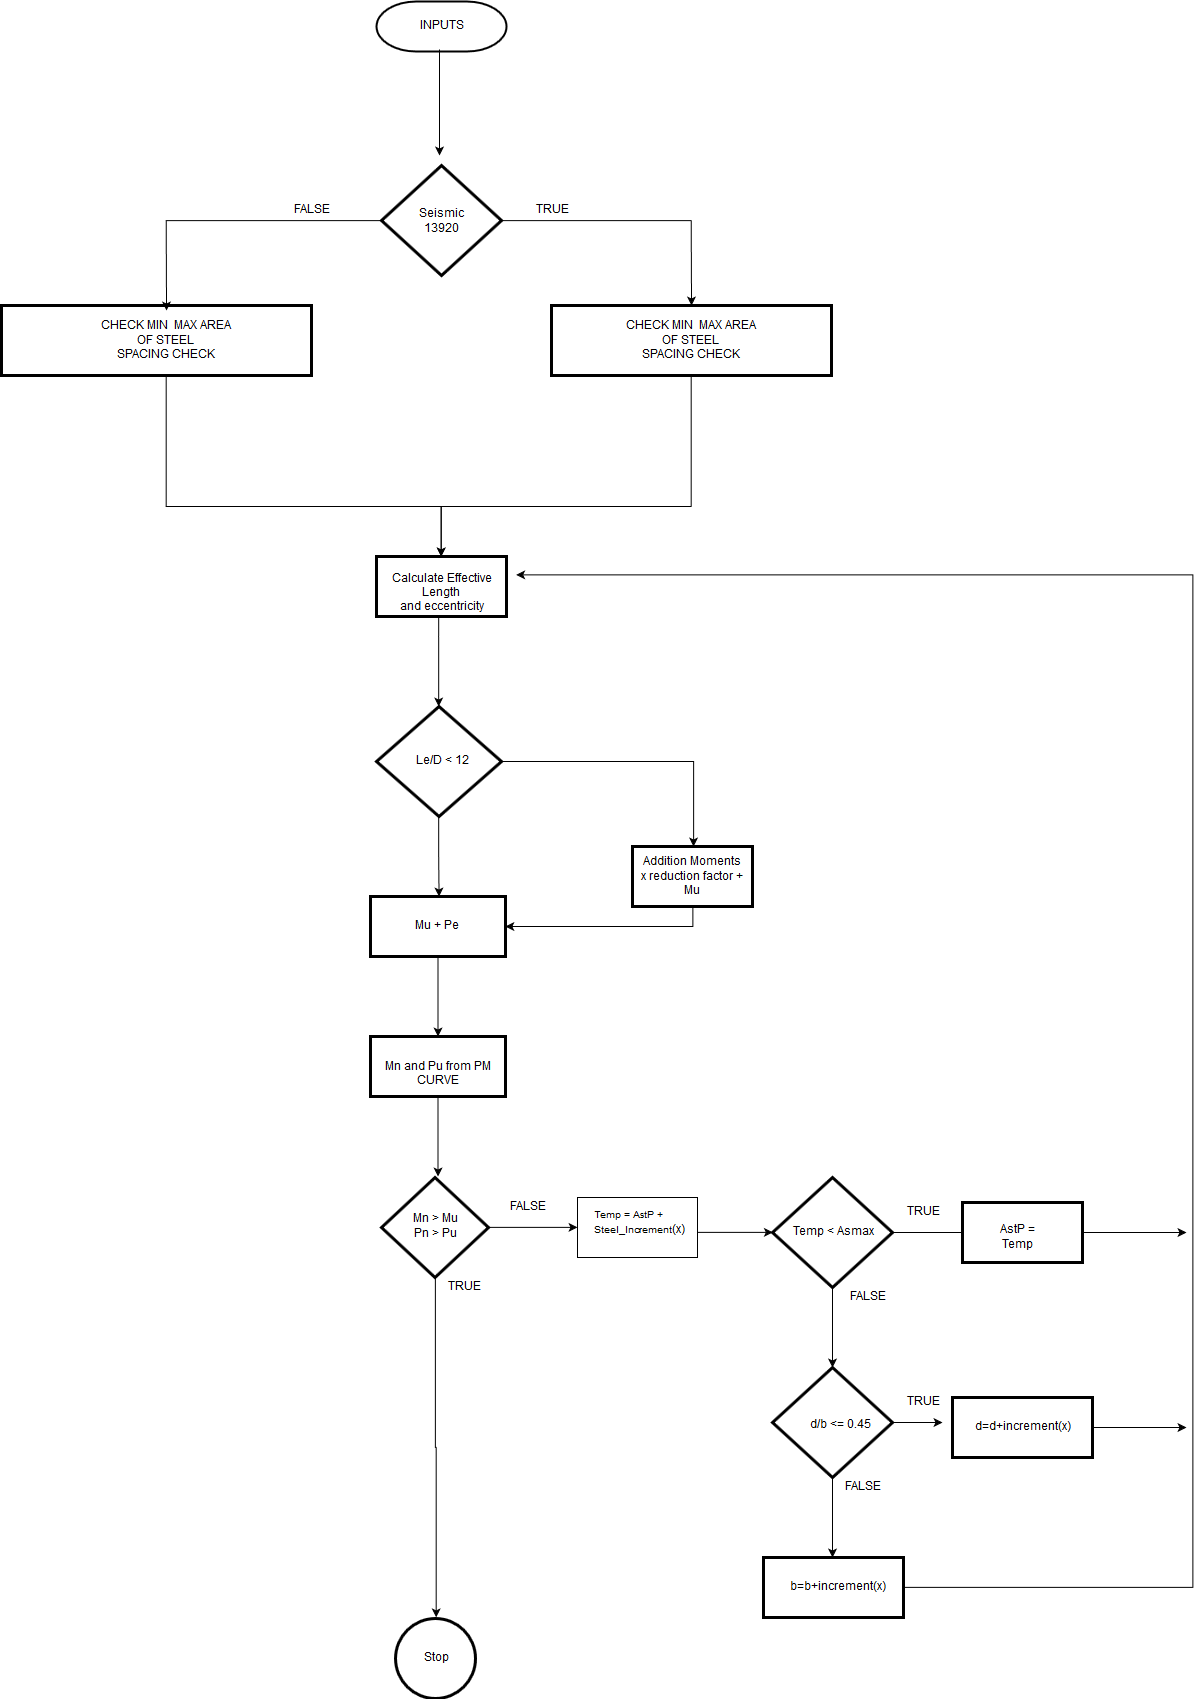 INPUTS
Seismic
13920
FALSE
TRUE
CHECK MIN MAX AREA
OF STEEL
SPACING CHECK
CHECK MIN MAX AREA
OF STEEL
SPACING CHECK
Calculate Effective
Length
and eccentricity
Le/D < 12
Addition Moments
x reduction factor +
Mu
Mu + Pe
Mn and Pu from PM
CURVE
Mn > Mu
Pn > Pu
FALSE
TRUE
Temp = AstP +
Steel_Increment(x)
Temp < Asmax
TRUE
FALSE
AstP =
Temp
d/b <= 0.45
TRUE
FALSE
d=d+increment(x)
b=b+increment(x)
Stop